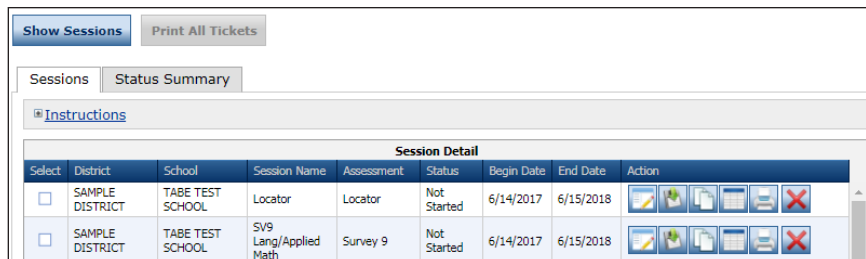 Show Sessions Print All Tickets
Sessions Status Summary
Instructions
Session Detail
Select District School Session Name Assessment Status Begin Date End Date Action
SAMPLE DISTRICT TABE TEST SCHOOL Locator Locator Not Started 6/14/2017 6/15/2018
SAMPLE DISTRICT TABE TEST SCHOOL SV9 Lang/Applied Math Survey 9 Not Started 6/14/2017 6/15/2018